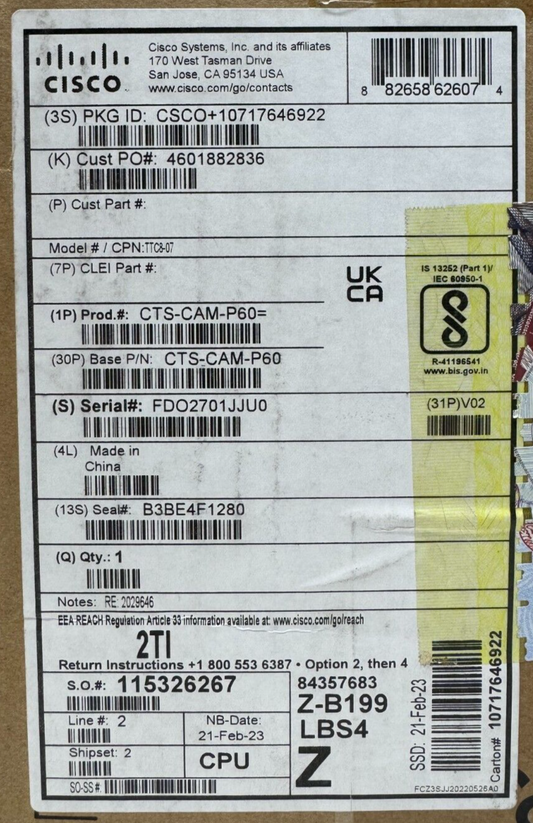 CISCO
Cisco Systems, Inc. and its affiliates
170 West Tasman Drive
San Jose, CA 95134 USA
www.cisco.com/go/contacts
8 82658 62607 4
(3S) PKG ID: CSCO+10717646922
(K) Cust PO#: 4601882836
(P) Cust Part #:
Model # / CPN:TTC8-07
(7P) CLEI Part #:
UK
CA
IS 13252 (Part 1)/
IEC 60950-1
R-41196541
www.bis.gov.in
(1P) Prod.#: CTS-CAM-P60=
(30P) Base P/N: CTS-CAM-P60
(S) Serial#: FDO2701JJU0
(31P)V02
(4L) Made in
China
(13S) Seal#: B3BE4F1280
(Q) Qty.: 1
Notes: RE: 2029646
EEA REACH Regulation Article 33 information available at: www.cisco.com/go/reach
2TI
Return Instructions +1 800 553 6387 • Option 2, then 4
S.O.#: 115326267
84357683
Z-B199
LBS4
Z
Line #: 2
NB-Date:
21-Feb-23
Shipset: 2
CPU
SO-SS#:
SSD: 21-Feb-23
Carton# 10717646922
FCZ3SJJ20220526A0